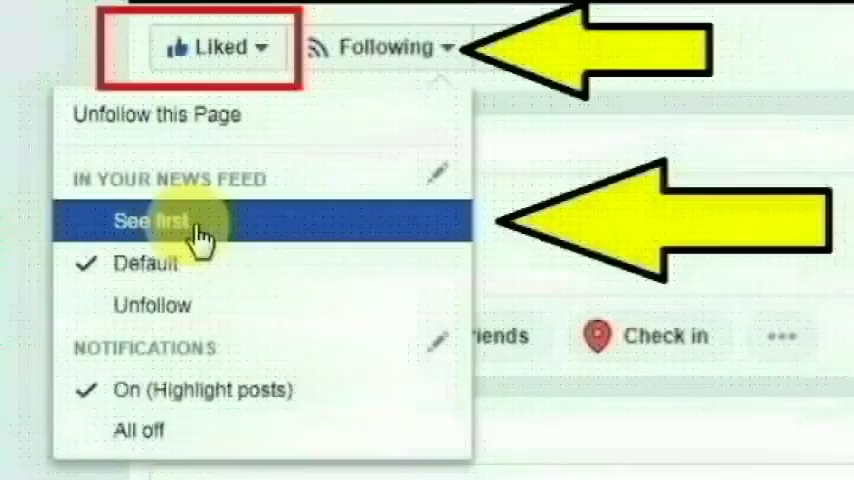 Liked Following
Unfollow this Page
IN YOUR NEWS FEED
See first
Default
Unfollow
riends Check in
NOTIFICATIONS
On (Highlight posts)
All off